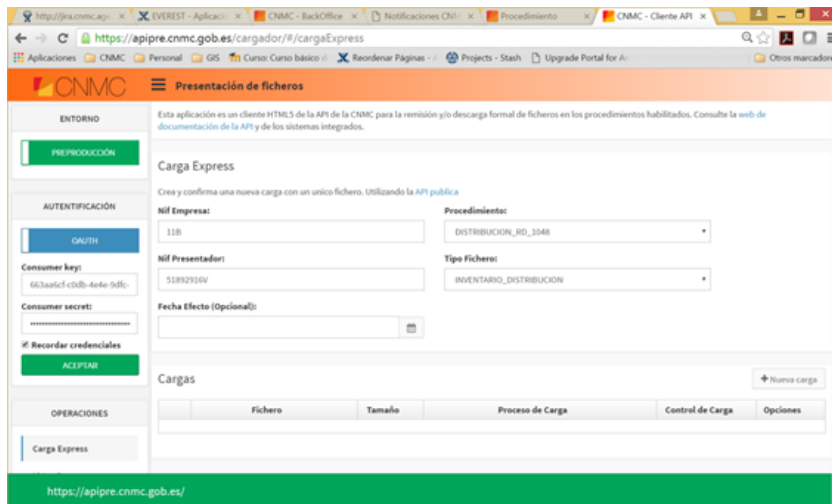 http://jira.cnmc.age
EVEREST - Aplicació
CNMC - BackOffice
Notificaciones CN
Procedimiento
CNMC - Cliente API
https://apipre.cnmc.gob.es/cargador/#/cargaExpress
Aplicaciones
CNMC
Personal
GIS
Curso: Curso básico d
Reordenar Páginas - /
Projects - Stash
Upgrade Portal for Ar
Otros marcadores
CNMC
Presentación de ficheros
ENTORNO
PREPRODUCCIÓN
AUTENTIFICACIÓN
OAUTH
Consumer key:
663aa6cf-c0db-4e4e-9dfc-
Consumer secret:
Recordar credenciales
ACEPTAR
OPERACIONES
Carga Express
Esta aplicación es un cliente HTML5 de la API de la CNMC para la remisión y/o descarga formal de ficheros en los procedimientos habilitados. Consulte la web de
documentación de la API y de los sistemas integrados.
Carga Express
Crea y confirma una nueva carga con un unico fichero. Utilizando la API publica
Nif Empresa:
11B
Procedimiento:
DISTRIBUCION_RD_1048
Nif Presentador:
51892916V
Tipo Fichero:
INVENTARIO_DISTRIBUCION
Fecha Efecto (Opcional):
Cargas
Nueva carga
Fichero
Tamaño
Proceso de Carga
Control de Carga
Opciones
https://apipre.cnmc.gob.es/